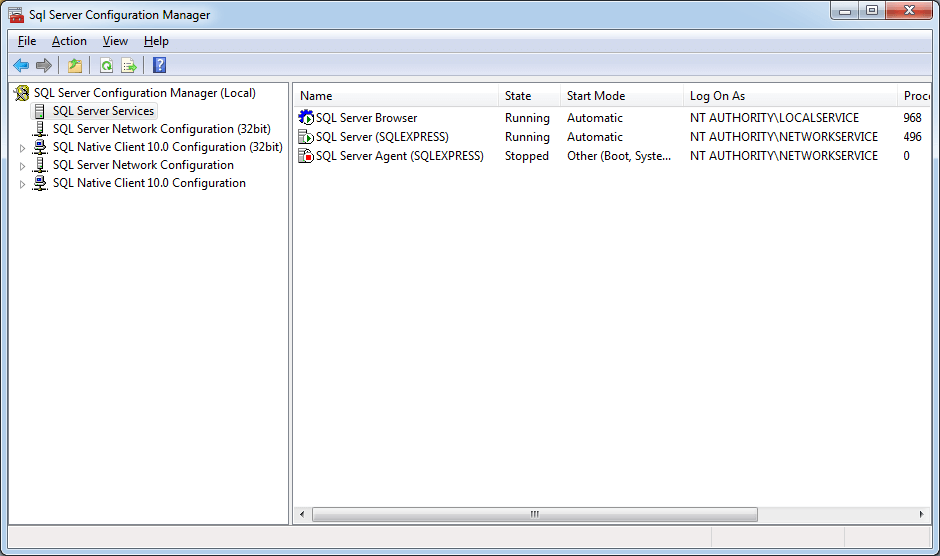 Sql Server Configuration Manager
File Action View Help
SQL Server Configuration Manager (Local)
SQL Server Services
SQL Server Network Configuration (32bit)
SQL Native Client 10.0 Configuration (32bit)
SQL Server Network Configuration
SQL Native Client 10.0 Configuration
Name State Start Mode Log On As Proc
SQL Server Browser Running Automatic NT AUTHORITY\LOCALSERVICE 968
SQL Server (SQLEXPRESS) Running Automatic NT AUTHORITY\NETWORKSERVICE 496
SQL Server Agent (SQLEXPRESS) Stopped Other (Boot, Syste... NT AUTHORITY\NETWORKSERVICE 0